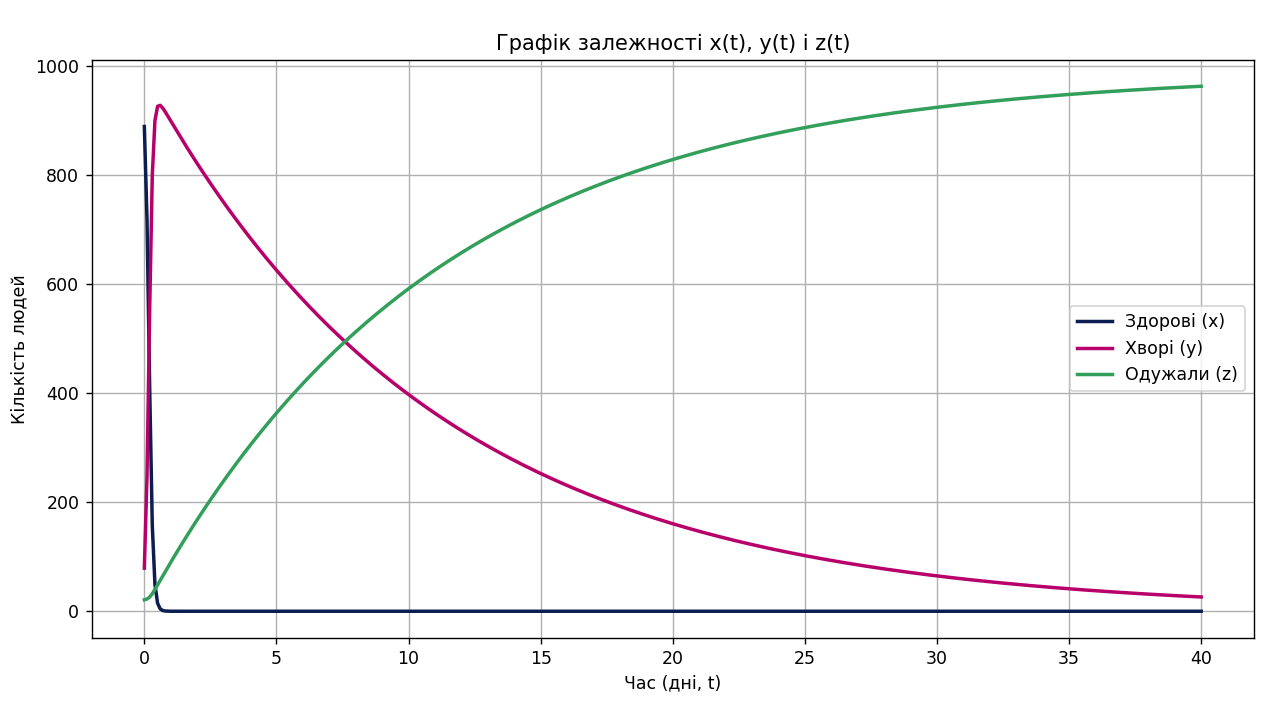 Графік залежності x(t), y(t) і z(t)
1000
800
600
400
200
0
Кількість людей
Здорові (x)
Хворі (y)
Одужали (z)
0 5 10 15 20 25 30 35 40
Час (дні, t)